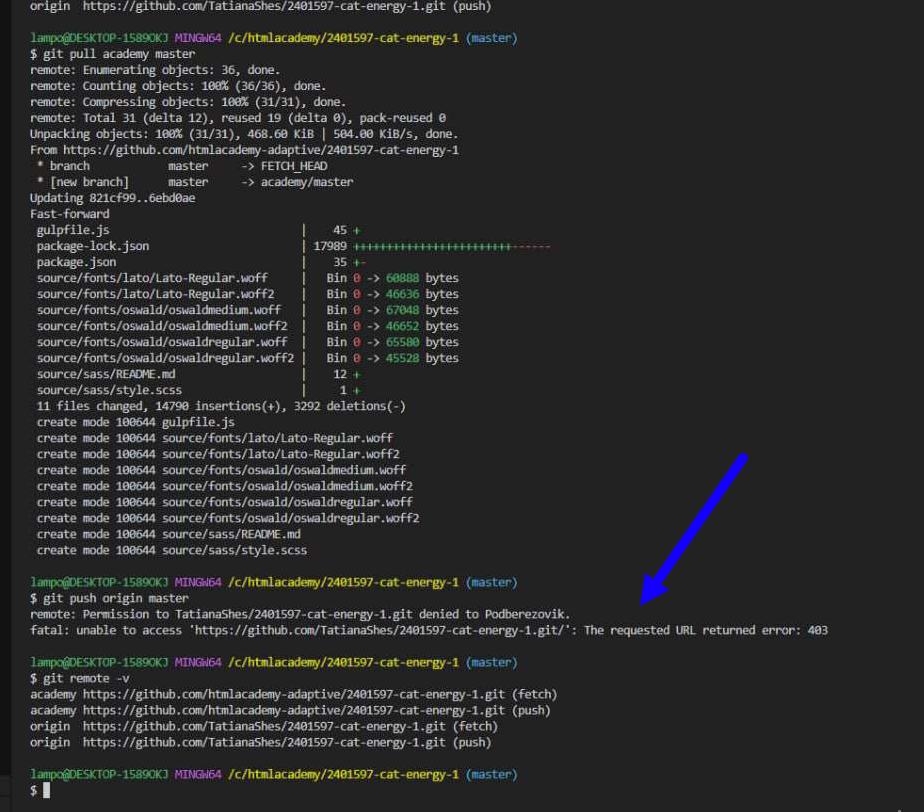 origin  https://github.com/TatianaShes/2401597-cat-energy-1.git (push)
lampo@DESKTOP-1589OKJ MINGW64 /c/htmlacademy/2401597-cat-energy-1 (master)
$ git pull academy master
remote: Enumerating objects: 36, done.
remote: Counting objects: 100% (36/36), done.
remote: Compressing objects: 100% (31/31), done.
remote: Total 31 (delta 12), reused 19 (delta 0), pack-reused 0
Unpacking objects: 100% (31/31), 468.60 KiB | 504.00 KiB/s, done.
From https://github.com/htmlacademy-adaptive/2401597-cat-energy-1
 * branch            master     -> FETCH_HEAD
 * [new branch]      master     -> academy/master
Updating 821cf99..6ebd0ae
Fast-forward
 gulpfile.js                             |    45 +
 package-lock.json                       | 17989 ++++++++++++++++++++++++------
 package.json                            |    35 +-
 source/fonts/lato/Lato-Regular.woff     |   Bin 0 -> 60888 bytes
 source/fonts/lato/Lato-Regular.woff2    |   Bin 0 -> 46636 bytes
 source/fonts/oswald/oswaldmedium.woff   |   Bin 0 -> 67048 bytes
 source/fonts/oswald/oswaldmedium.woff2  |   Bin 0 -> 46652 bytes
 source/fonts/oswald/oswaldregular.woff  |   Bin 0 -> 65580 bytes
 source/fonts/oswald/oswaldregular.woff2 |   Bin 0 -> 45528 bytes
 source/sass/README.md                   |    12 +
 source/sass/style.scss                  |     1 +
 11 files changed, 14790 insertions(+), 3292 deletions(-)
 create mode 100644 gulpfile.js
 create mode 100644 source/fonts/lato/Lato-Regular.woff
 create mode 100644 source/fonts/lato/Lato-Regular.woff2
 create mode 100644 source/fonts/oswald/oswaldmedium.woff
 create mode 100644 source/fonts/oswald/oswaldmedium.woff2
 create mode 100644 source/fonts/oswald/oswaldregular.woff
 create mode 100644 source/fonts/oswald/oswaldregular.woff2
 create mode 100644 source/sass/README.md
 create mode 100644 source/sass/style.scss
lampo@DESKTOP-1589OKJ MINGW64 /c/htmlacademy/2401597-cat-energy-1 (master)
$ git push origin master
remote: Permission to TatianaShes/2401597-cat-energy-1.git denied to Podberezovik.
fatal: unable to access 'https://github.com/TatianaShes/2401597-cat-energy-1.git/': The requested URL returned error: 403
lampo@DESKTOP-1589OKJ MINGW64 /c/htmlacademy/2401597-cat-energy-1 (master)
$ git remote -v
academy https://github.com/htmlacademy-adaptive/2401597-cat-energy-1.git (fetch)
academy https://github.com/htmlacademy-adaptive/2401597-cat-energy-1.git (push)
origin  https://github.com/TatianaShes/2401597-cat-energy-1.git (fetch)
origin  https://github.com/TatianaShes/2401597-cat-energy-1.git (push)
lampo@DESKTOP-1589OKJ MINGW64 /c/htmlacademy/2401597-cat-energy-1 (master)
$